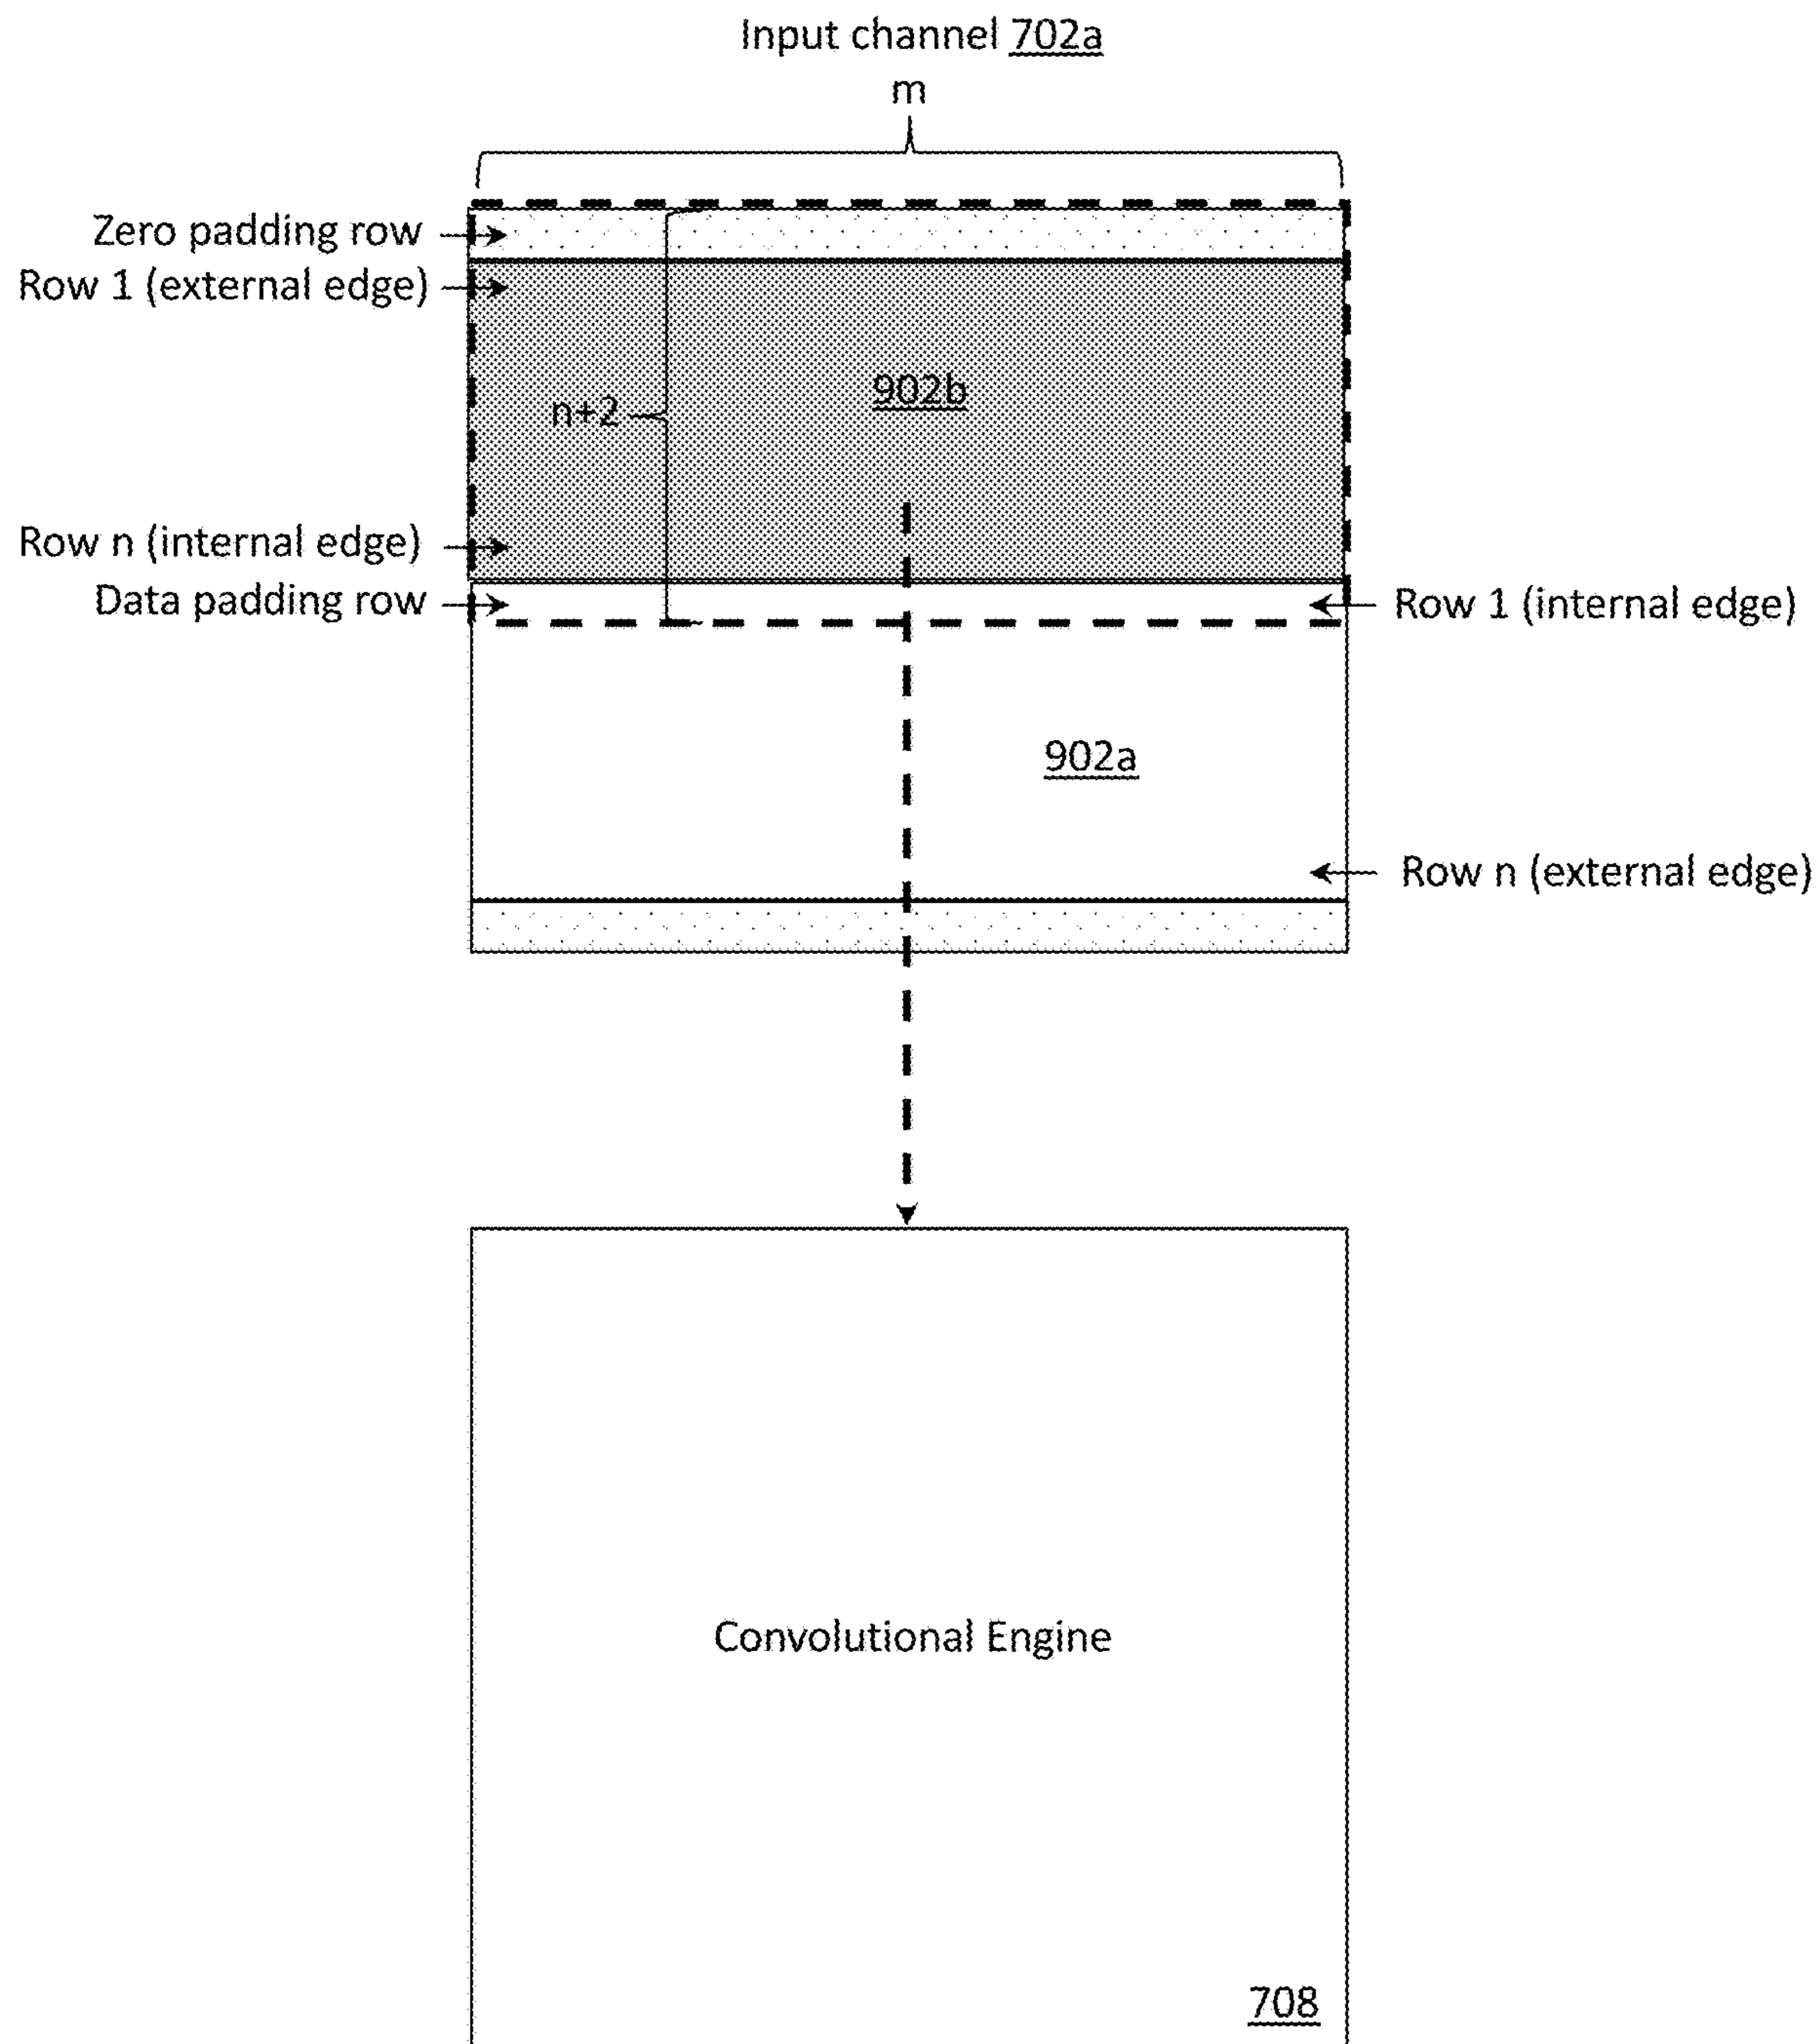 Input channel 702a
m
Zero padding row
Row 1 (external edge)
902b
n+2
Row n (internal edge)
Data padding row
Row 1 (internal edge)
902a
Row n (external edge)
Convolutional Engine
708